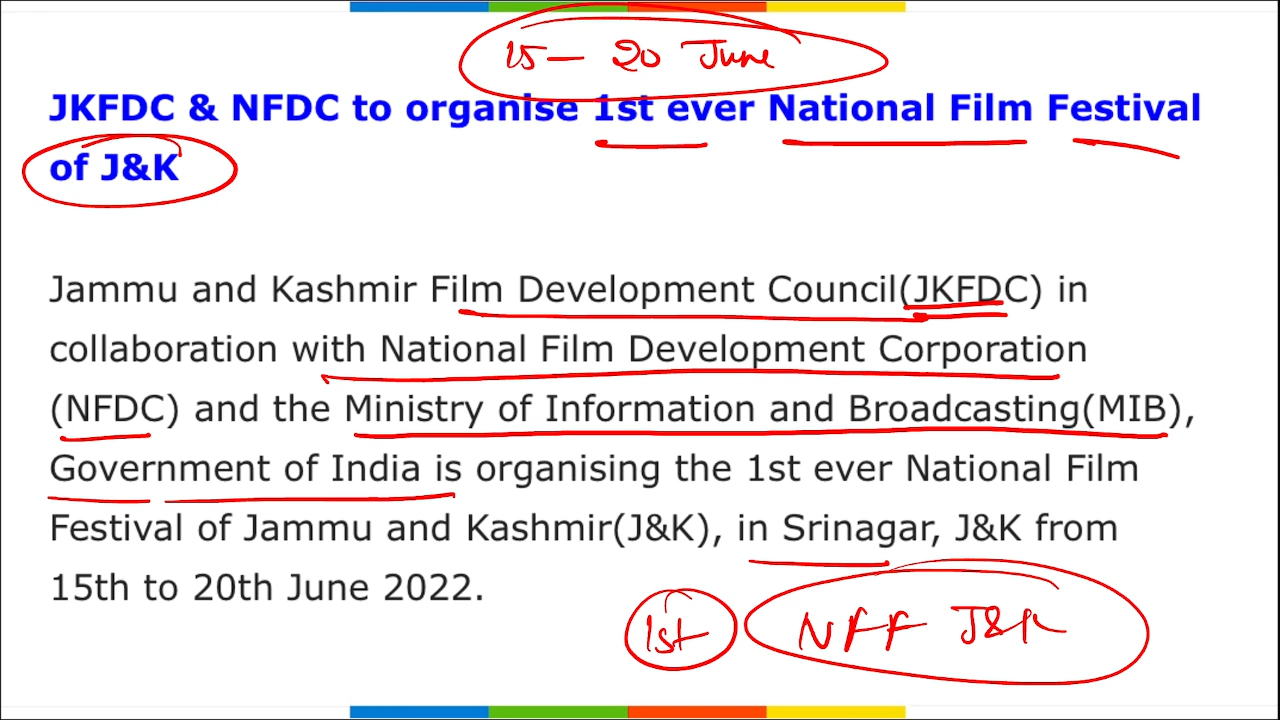 15 - 20 June
JKFDC & NFDC to organise 1st ever National Film Festival
of J&K
Jammu and Kashmir Film Development Council(JKFDC) in
collaboration with National Film Development Corporation
(NFDC) and the Ministry of Information and Broadcasting(MIB),
Government of India is organising the 1st ever National Film
Festival of Jammu and Kashmir(J&K), in Srinagar, J&K from
15th to 20th June 2022.
1st NFF J&K